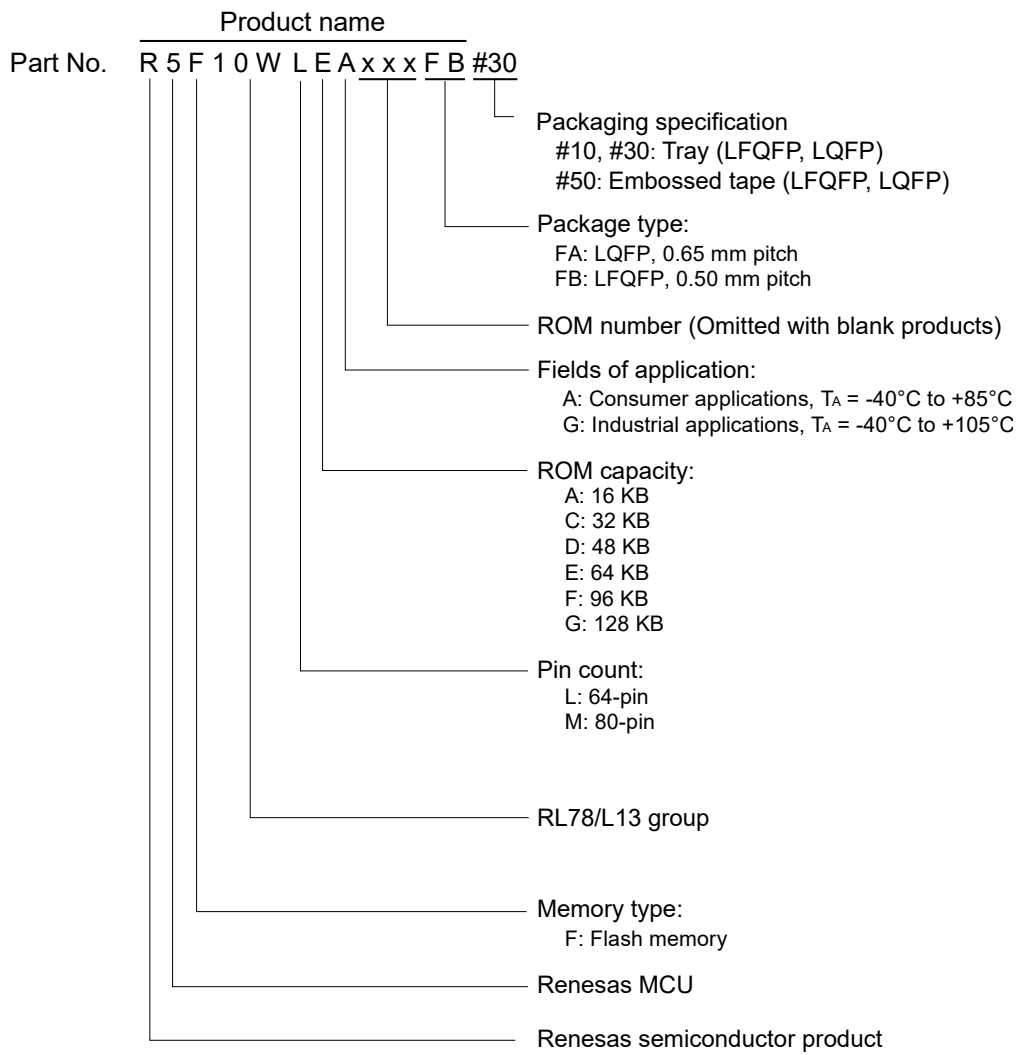 Product name
Part No. R 5 F 1 0 W L E A x x x F B #30
Packaging specification
#10, #30: Tray (LFQFP, LQFP)
#50: Embossed tape (LFQFP, LQFP)
Package type:
FA: LQFP, 0.65 mm pitch
FB: LFQFP, 0.50 mm pitch
ROM number (Omitted with blank products)
Fields of application:
A: Consumer applications, TA = -40°C to +85°C
G: Industrial applications, TA = -40°C to +105°C
ROM capacity:
A: 16 KB
C: 32 KB
D: 48 KB
E: 64 KB
F: 96 KB
G: 128 KB
Pin count:
L: 64-pin
M: 80-pin
RL78/L13 group
Memory type:
F: Flash memory
Renesas MCU
Renesas semiconductor product